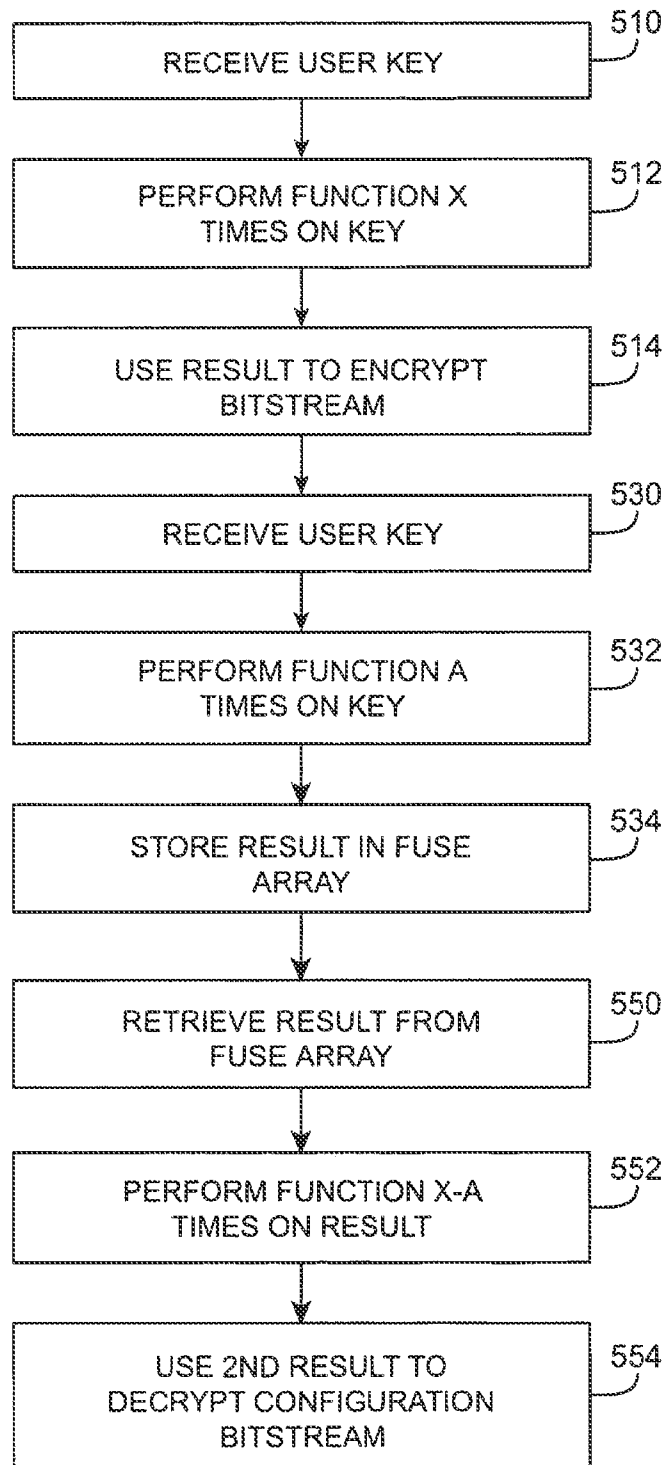 510
RECEIVE USER KEY
512
PERFORM FUNCTION X
TIMES ON KEY
514
USE RESULT TO ENCRYPT
BITSTREAM
530
RECEIVE USER KEY
532
PERFORM FUNCTION A
TIMES ON KEY
534
STORE RESULT IN FUSE
ARRAY
550
RETRIEVE RESULT FROM
FUSE ARRAY
552
PERFORM FUNCTION X-A
TIMES ON RESULT
554
USE 2ND RESULT TO
DECRYPT CONFIGURATION
BITSTREAM